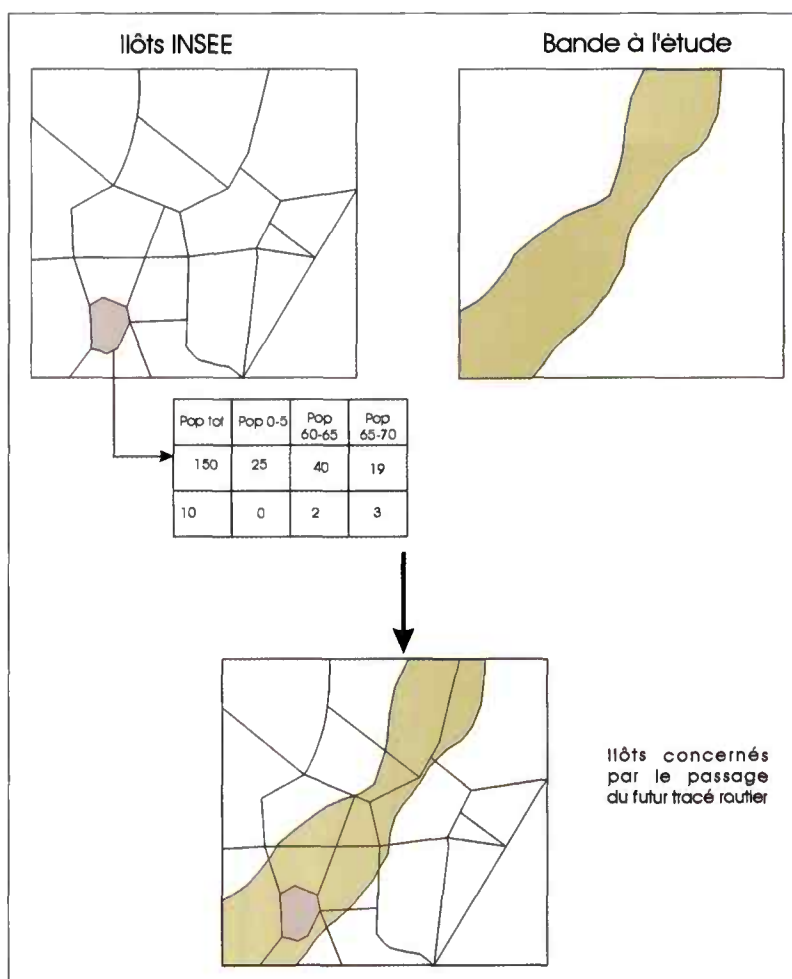 Ilôts INSEE
Bande à l'étude
Pop tot Pop 0-5 Pop 60-65 Pop 65-70
150 25 40 19
10 0 2 3
Ilôts concernés
par le passage
du futur tracé routier